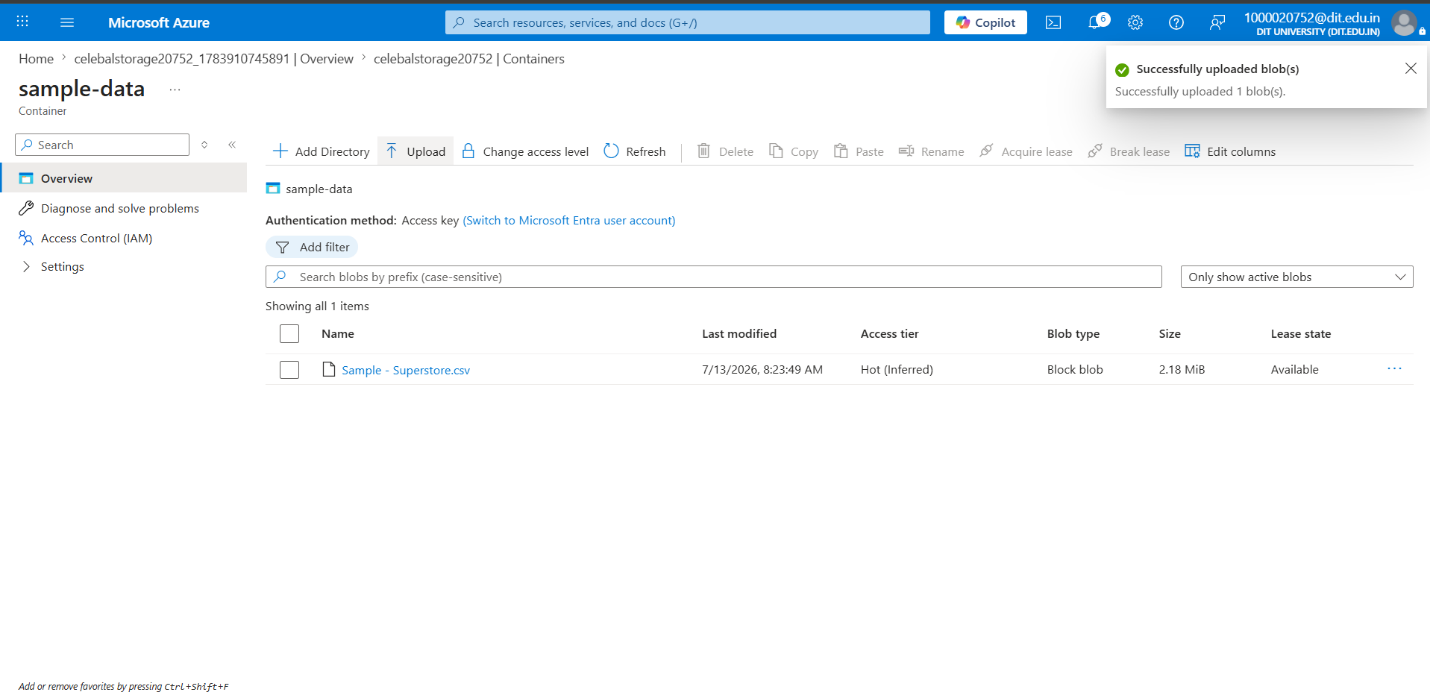 Microsoft Azure
Search resources, services, and docs (G+/)
Copilot
6
1000020752@dit.edu.in
DIT UNIVERSITY (DIT.EDU.IN)
Home > celebalstorage20752_1783910745891 | Overview > celebalstorage20752 | Containers
Successfully uploaded blob(s)
Successfully uploaded 1 blob(s).
sample-data ...
Container
Search
Overview
Diagnose and solve problems
Access Control (IAM)
Settings
Add Directory Upload Change access level Refresh Delete Copy Paste Rename Acquire lease Break lease Edit columns
sample-data
Authentication method: Access key (Switch to Microsoft Entra user account)
Add filter
Search blobs by prefix (case-sensitive)
Only show active blobs
Showing all 1 items
Name Last modified Access tier Blob type Size Lease state
Sample - Superstore.csv 7/13/2026, 8:23:49 AM Hot (Inferred) Block blob 2.18 MiB Available ...
Add or remove favorites by pressing Ctrl+Shift+F